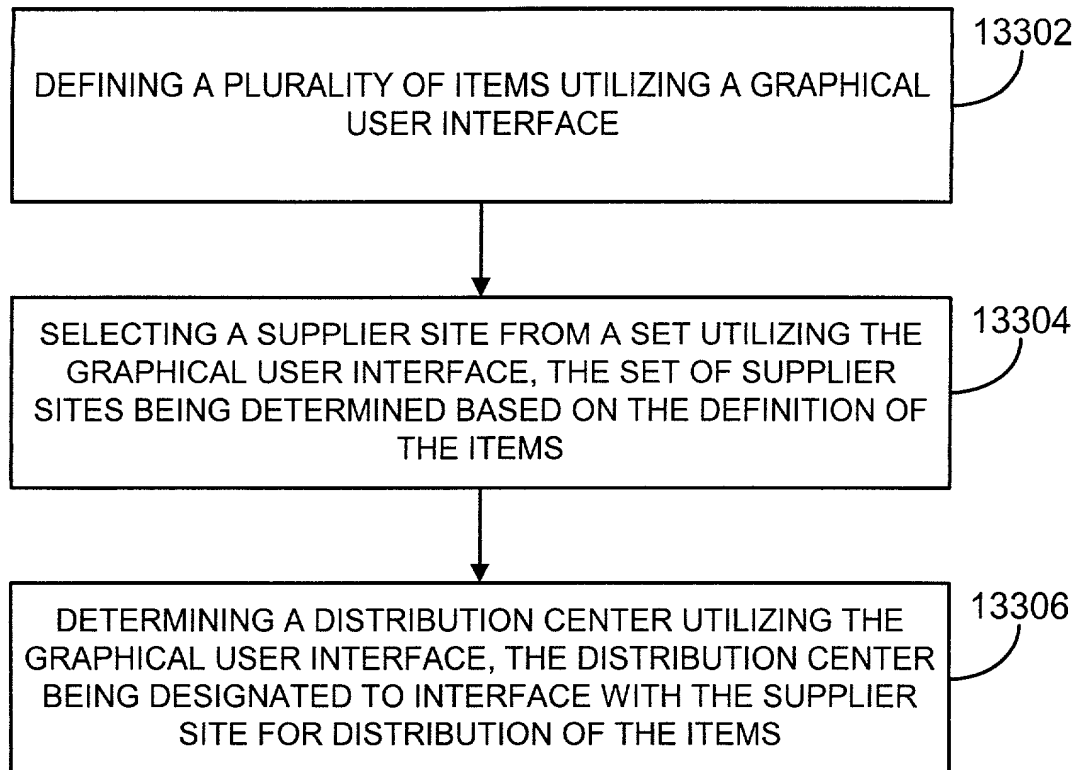 13302
DEFINING A PLURALITY OF ITEMS UTILIZING A GRAPHICAL
USER INTERFACE
13304
SELECTING A SUPPLIER SITE FROM A SET UTILIZING THE
GRAPHICAL USER INTERFACE, THE SET OF SUPPLIER
SITES BEING DETERMINED BASED ON THE DEFINITION OF
THE ITEMS
13306
DETERMINING A DISTRIBUTION CENTER UTILIZING THE
GRAPHICAL USER INTERFACE, THE DISTRIBUTION CENTER
BEING DESIGNATED TO INTERFACE WITH THE SUPPLIER
SITE FOR DISTRIBUTION OF THE ITEMS